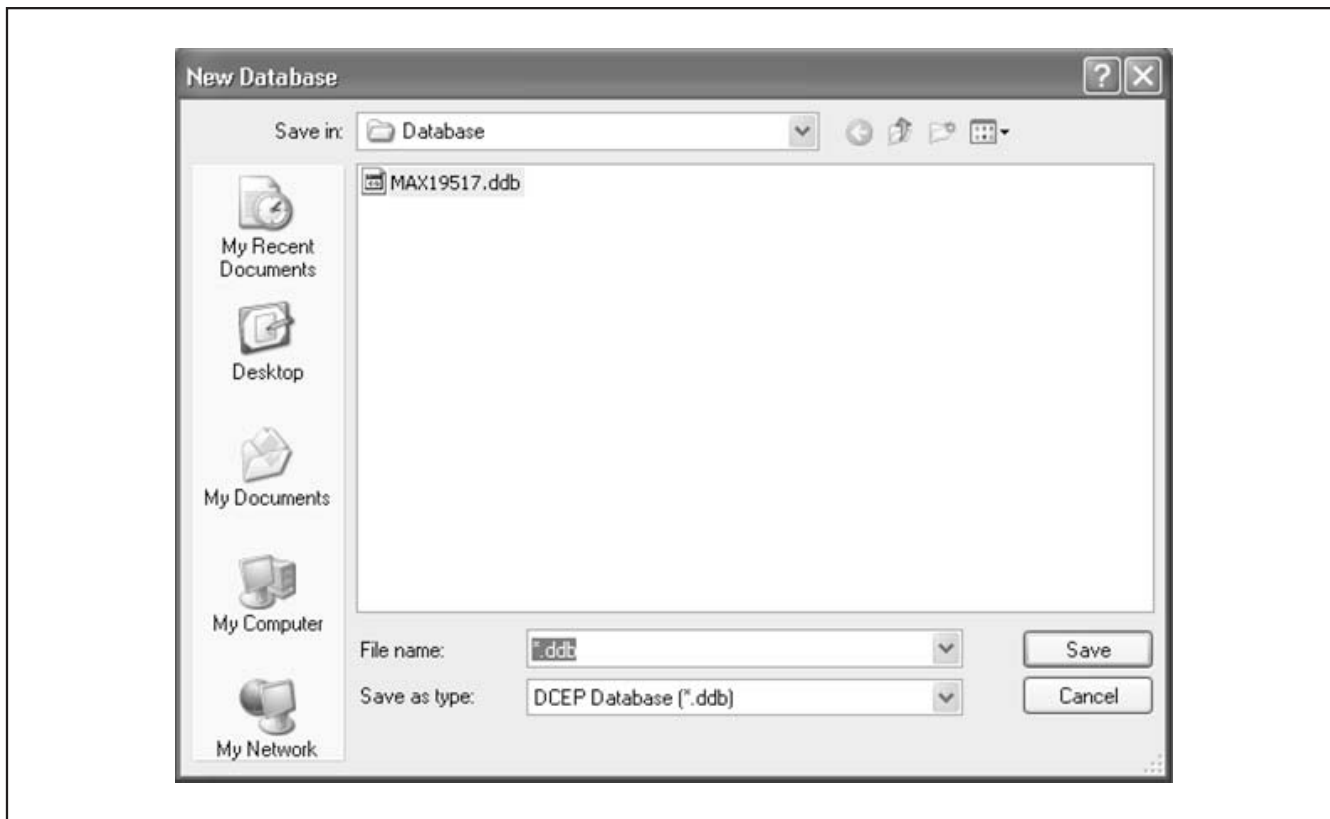 New Database
Save in:
Database
MAX19517.ddb
My Recent
Documents
Desktop
My Documents
My Computer
My Network
File name:
*.ddb
Save
Save as type:
DCEP Database (*.ddb)
Cancel